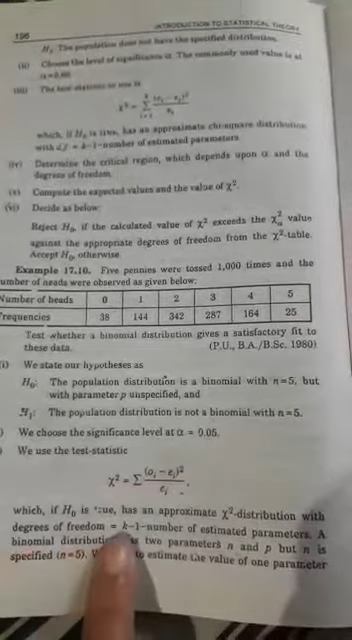 196
INTRODUCTION TO STATISTICAL THEORY
H₁ The population does not have the specified distribution.
(ii) Choose the level of significance α. The commonly used value is at
α=0.05
(iii) The test-statistic to use is
χ² = Σ (oᵢ - eᵢ)² / eᵢ
which, if H₀ is true, has an approximate chi-square distribution
with d.f = k-1-number of estimated parameters.
(iv) Determine the critical region, which depends upon α and the
degrees of freedom.
(v) Compute the expected values and the value of χ².
(vi) Decide as below:
Reject H₀, if the calculated value of χ² exceeds the χ²α value
against the appropriate degrees of freedom from the χ²-table.
Accept H₀, otherwise.
Example 17.10. Five pennies were tossed 1,000 times and the
number of heads were observed as given below:
Number of heads 0 1 2 3 4 5
Frequencies 38 144 342 287 164 25
Test whether a binomial distribution gives a satisfactory fit to
these data. (P.U., B.A./B.Sc. 1980)
i) We state our hypotheses as
H₀: The population distribution is a binomial with n=5, but
with parameter p unspecified, and
H₁: The population distribution is not a binomial with n=5.
) We choose the significance level at α = 0.05.
) We use the test-statistic
χ² = Σ (oᵢ - eᵢ)² / eᵢ ,
which, if H₀ is true, has an approximate χ²-distribution with
degrees of freedom = k-1-number of estimated parameters. A
binomial two parameters n and p but n is
specified (n=5). to estimate the value of one parameter